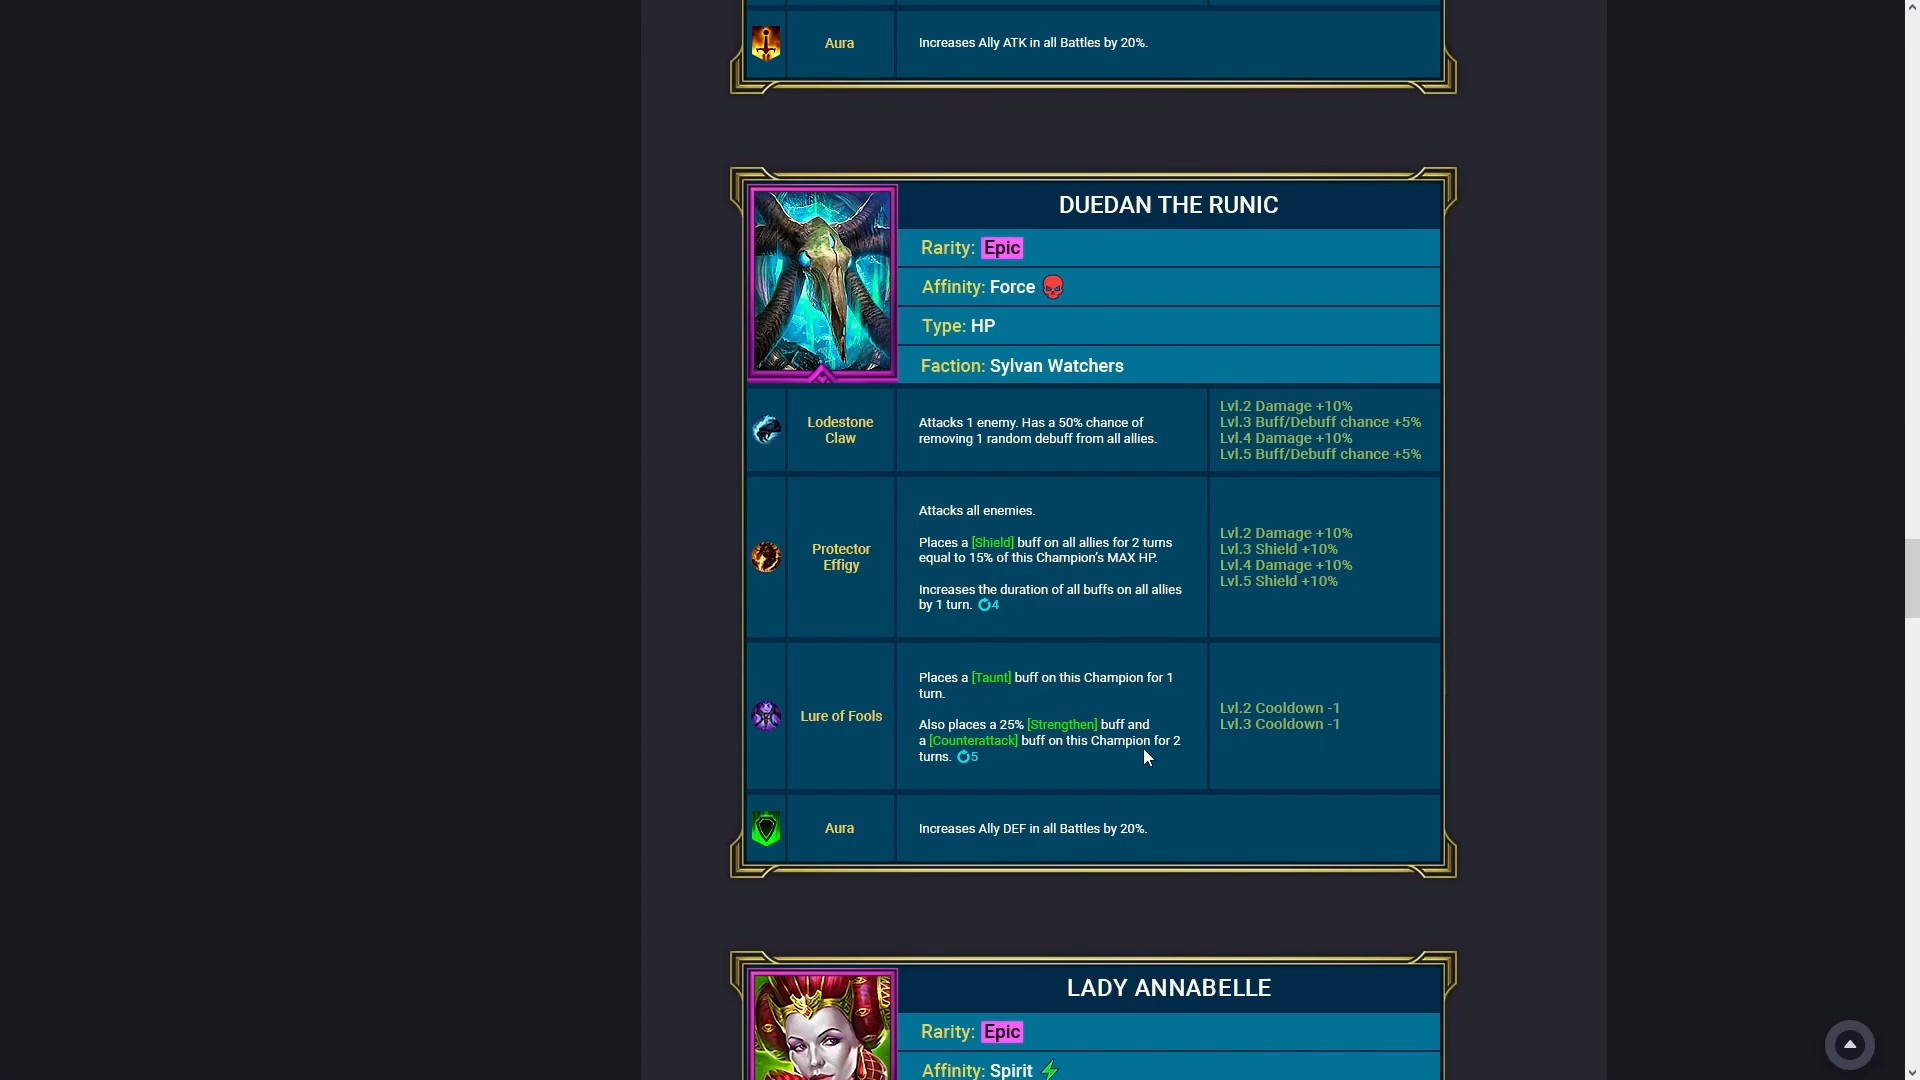 Aura
Increases Ally ATK in all Battles by 20%.
DUEDAN THE RUNIC
Rarity: Epic
Affinity: Force
Type: HP
Faction: Sylvan Watchers
Lodestone
Claw
Attacks 1 enemy. Has a 50% chance of
removing 1 random debuff from all allies.
Lvl.2 Damage +10%
Lvl.3 Buff/Debuff chance +5%
Lvl.4 Damage +10%
Lvl.5 Buff/Debuff chance +5%
Protector
Effigy
Attacks all enemies.
Places a [Shield] buff on all allies for 2 turns
equal to 15% of this Champion's MAX HP.
Increases the duration of all buffs on all allies
by 1 turn. 4
Lvl.2 Damage +10%
Lvl.3 Shield +10%
Lvl.4 Damage +10%
Lvl.5 Shield +10%
Lure of Fools
Places a [Taunt] buff on this Champion for 1
turn.
Also places a 25% [Strengthen] buff and
a [Counterattack] buff on this Champion for 2
turns. 5
Lvl.2 Cooldown -1
Lvl.3 Cooldown -1
Aura
Increases Ally DEF in all Battles by 20%.
LADY ANNABELLE
Rarity: Epic
Affinity: Spirit